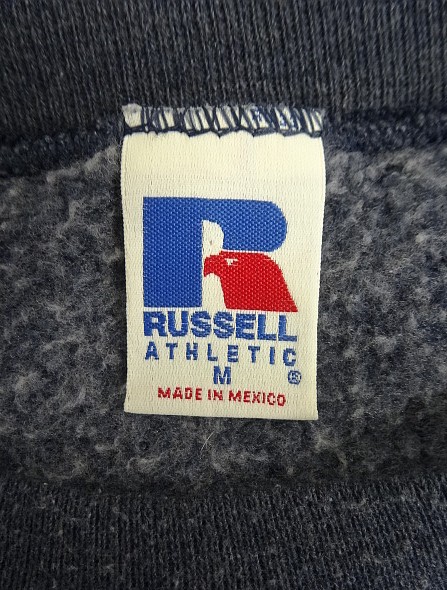 R
RUSSELL
ATHLETIC
M ®
MADE IN MEXICO